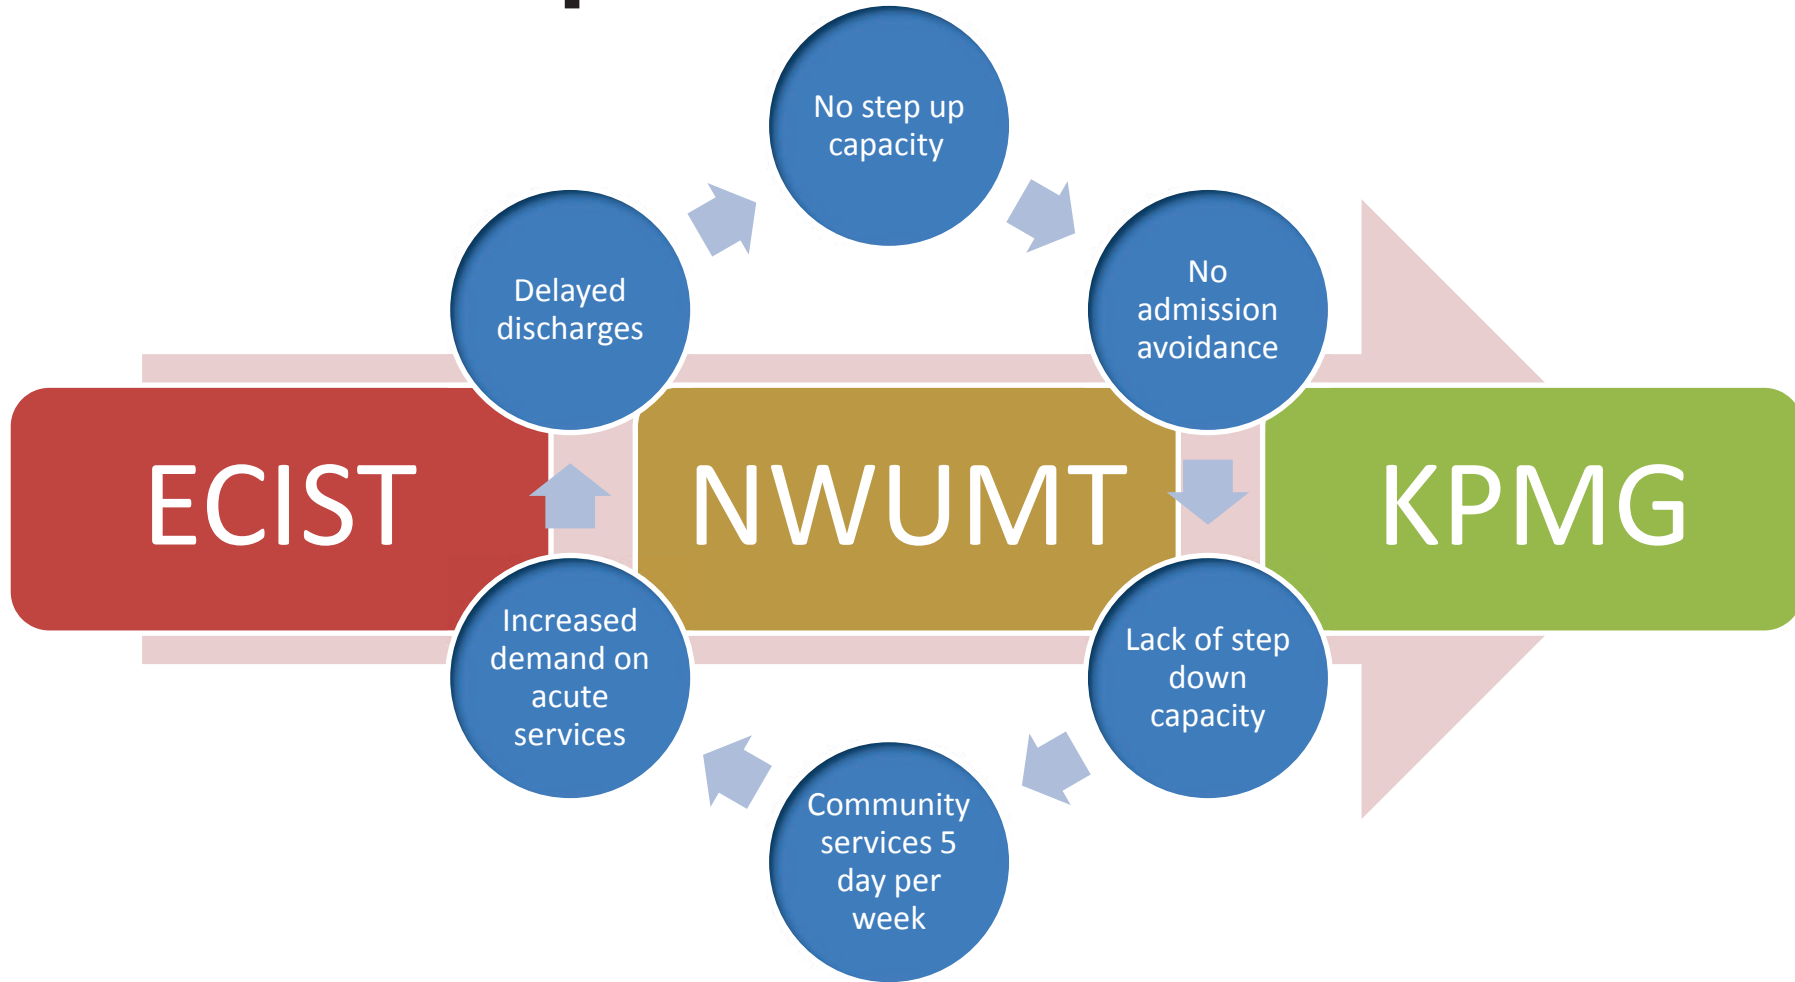 No step up
capacity
Delayed
discharges
No
admission
avoidance
ECIST
NWUMT
KPMG
Increased
demand on
acute
services
Lack of step
down
capacity
Community
services 5
day per
week